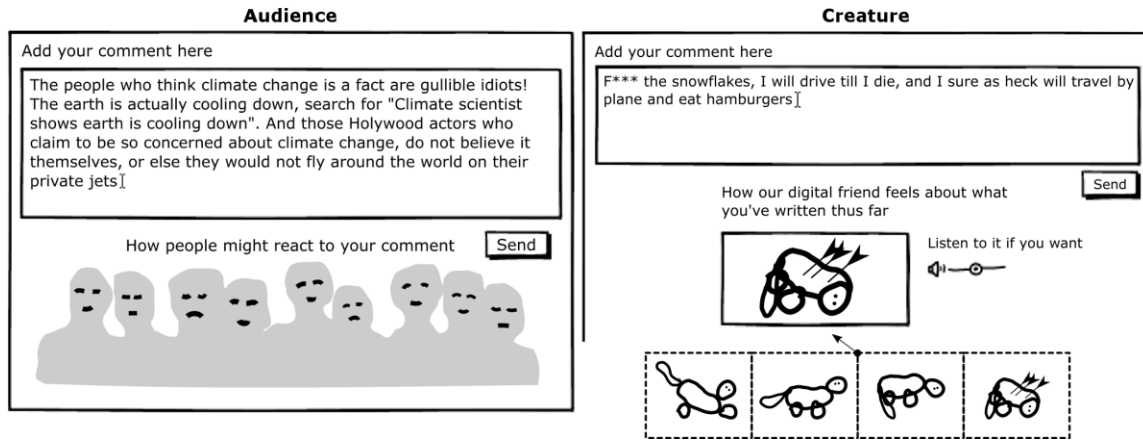 Audience
Add your comment here
The people who think climate change is a fact are gullible idiots!
The earth is actually cooling down, search for "Climate scientist
shows earth is cooling down". And those Holywood actors who
claim to be so concerned about climate change, do not believe it
themselves, or else they would not fly around the world on their
private jets
How people might react to your comment
Send
Creature
Add your comment here
F*** the snowflakes, I will drive till I die, and I sure as heck will travel by
plane and eat hamburgers
Send
How our digital friend feels about what
you've written thus far
Listen to it if you want